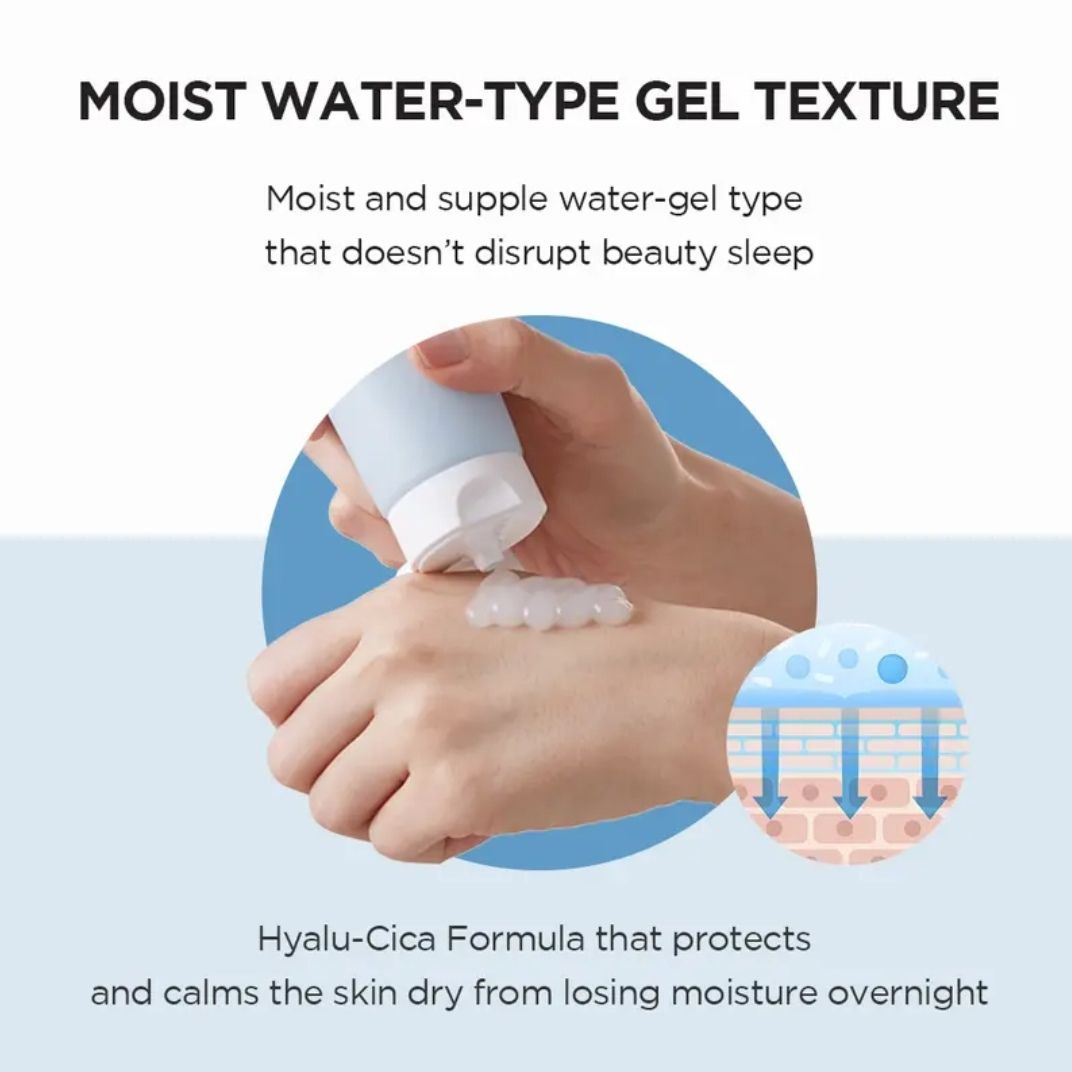 MOIST WATER-TYPE GEL TEXTURE
Moist and supple water-gel type
that doesn't disrupt beauty sleep
Hyalu-Cica Formula that protects
and calms the skin dry from losing moisture overnight